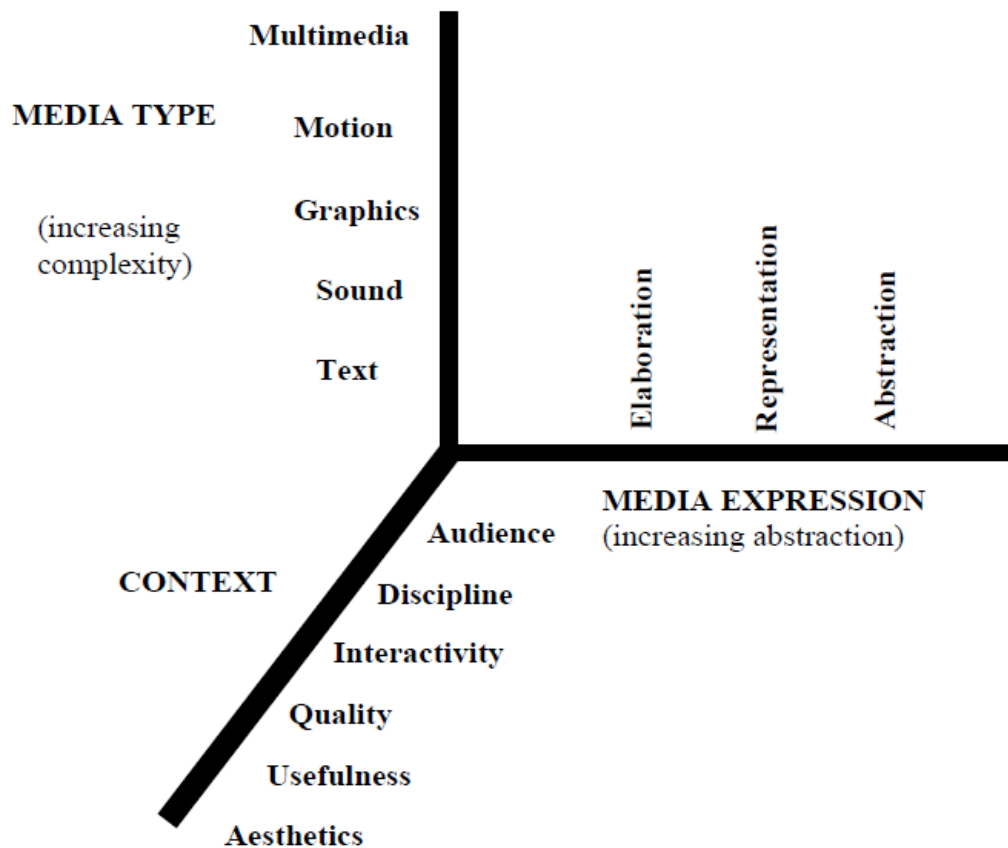 Multimedia
MEDIA TYPE
Motion
Graphics
(increasing
complexity)
Sound
Text
Elaboration
Representation
Abstraction
MEDIA EXPRESSION
(increasing abstraction)
Audience
CONTEXT
Discipline
Interactivity
Quality
Usefulness
Aesthetics